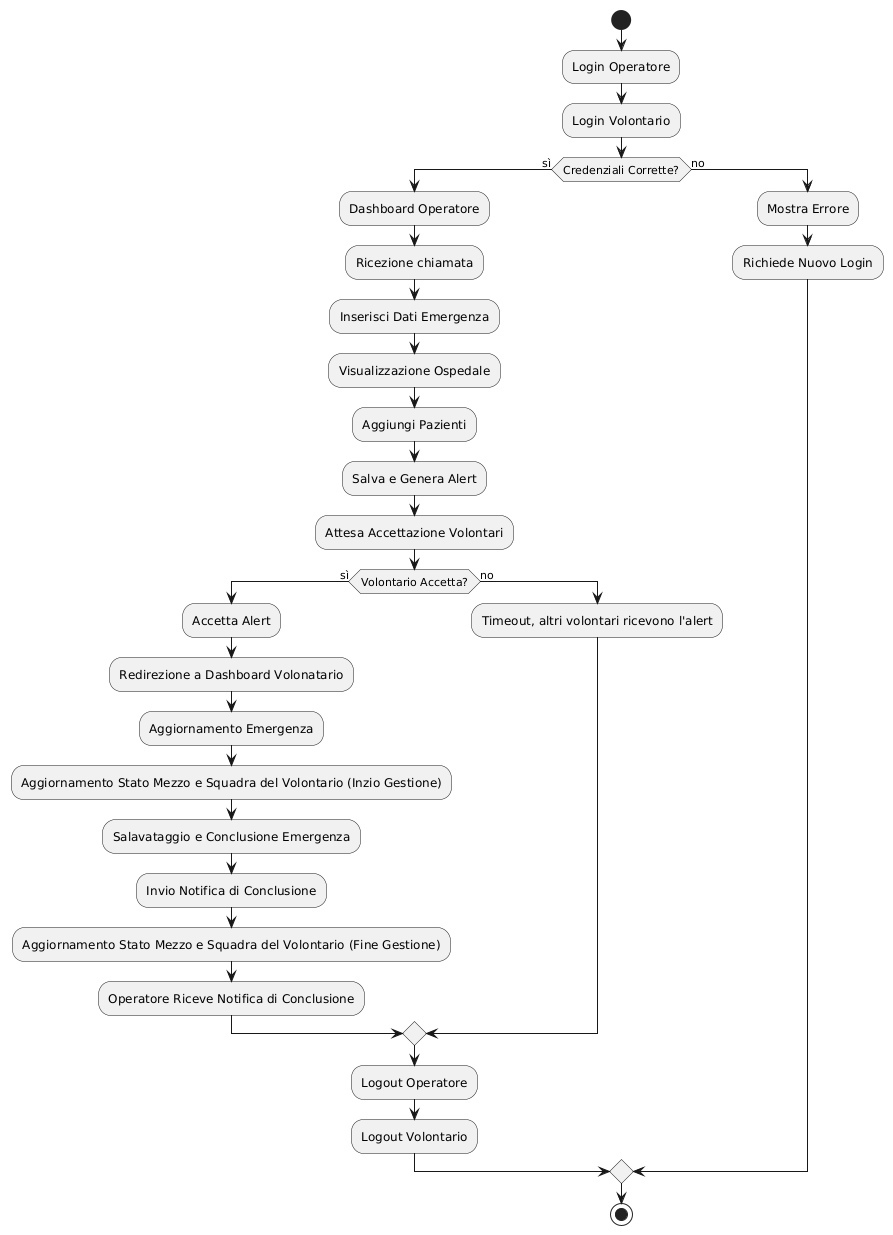 Login Operatore
Login Volontario
sì
Credenziali Corrette?
no
Dashboard Operatore
Mostra Errore
Ricezione chiamata
Richiede Nuovo Login
Inserisci Dati Emergenza
Visualizzazione Ospedale
Aggiungi Pazienti
Salva e Genera Alert
Attesa Accettazione Volontari
sì
Volontario Accetta?
no
Accetta Alert
Timeout, altri volontari ricevono l'alert
Redirezione a Dashboard Volonatario
Aggiornamento Emergenza
Aggiornamento Stato Mezzo e Squadra del Volontario (Inzio Gestione)
Salavataggio e Conclusione Emergenza
Invio Notifica di Conclusione
Aggiornamento Stato Mezzo e Squadra del Volontario (Fine Gestione)
Operatore Riceve Notifica di Conclusione
Logout Operatore
Logout Volontario